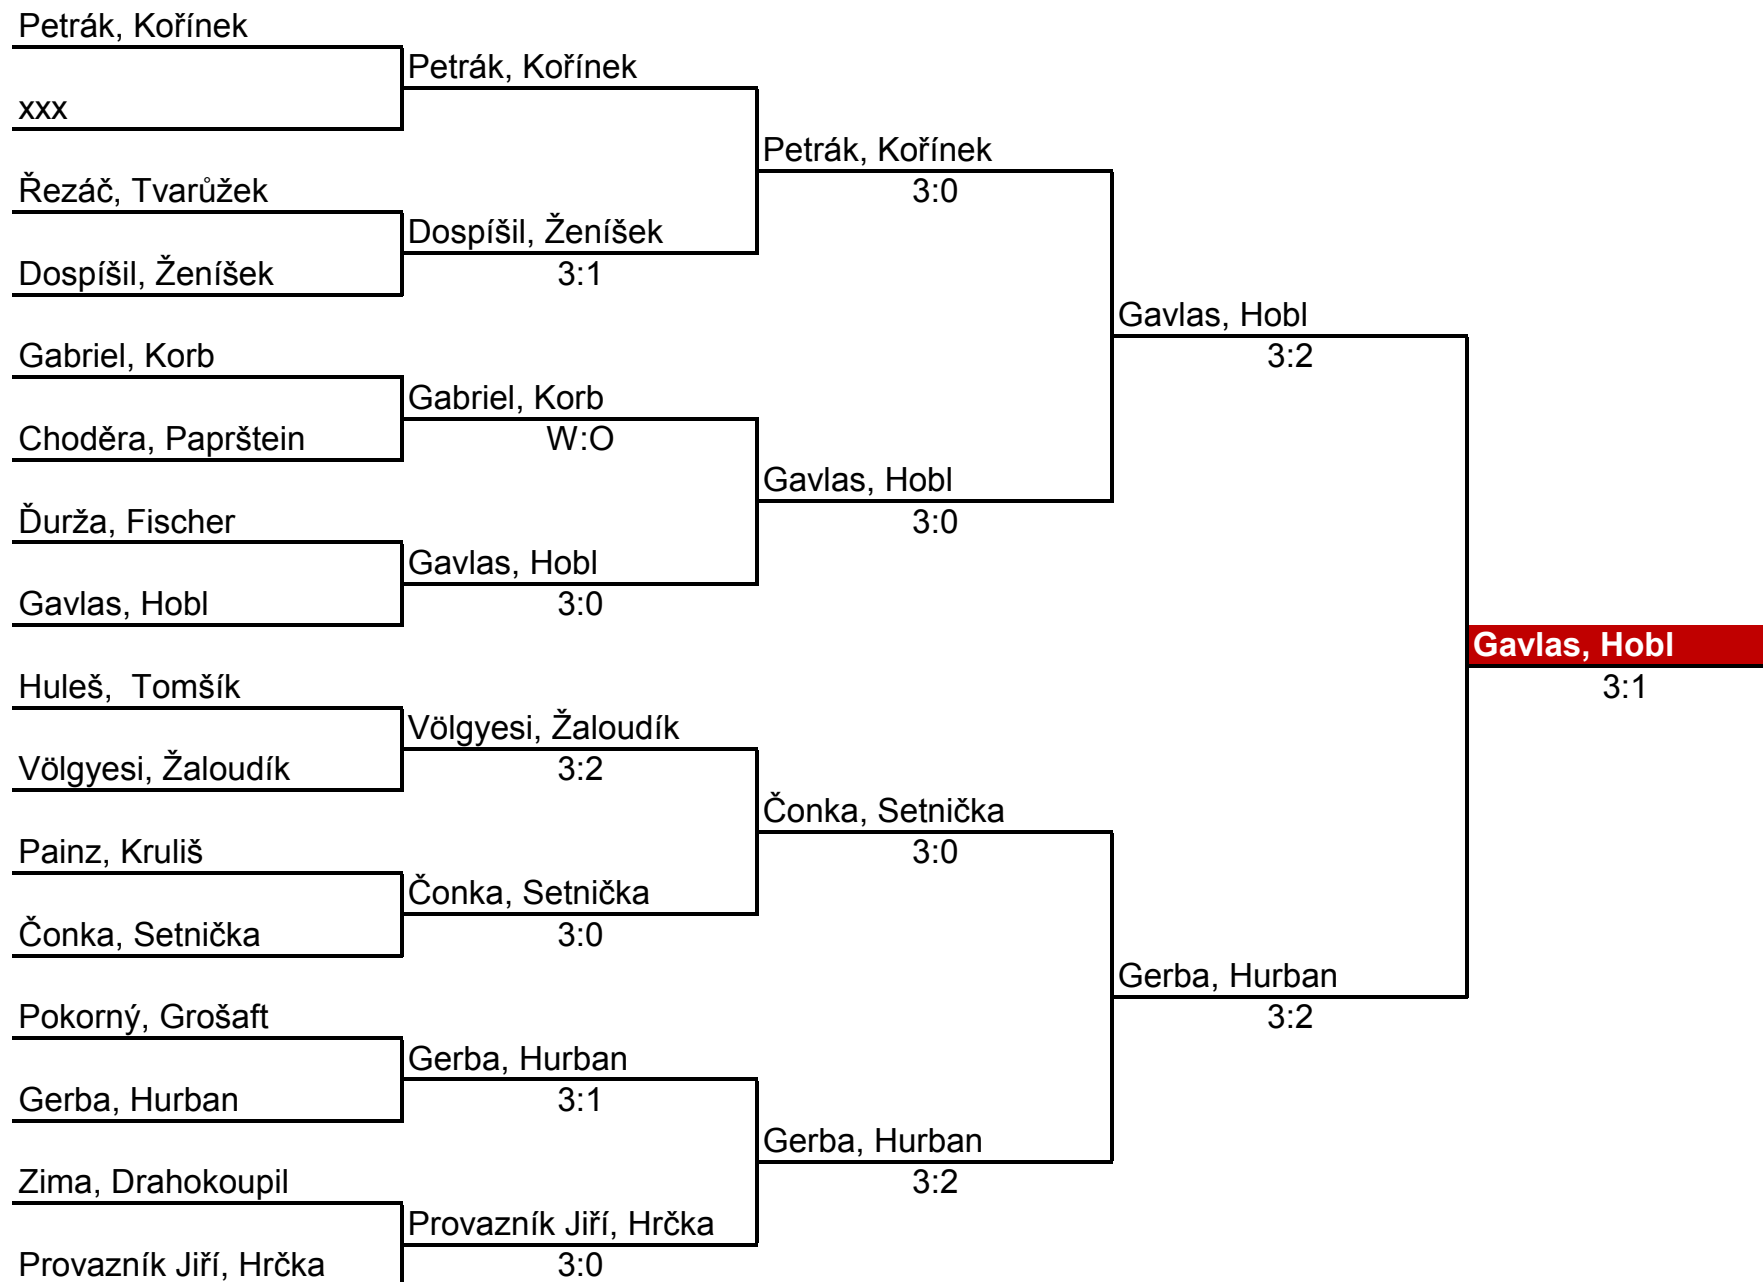 Petrák, Kořínek
Petrák, Kořínek
xxx
Petrák, Kořínek
3:0
Řezáč, Tvarůžek
Dospíšil, Ženíšek
3:1
Dospíšil, Ženíšek
Gavlas, Hobl
3:2
Gabriel, Korb
Gabriel, Korb
W:O
Choděra, Paprštein
Gavlas, Hobl
3:0
Ďurža, Fischer
Gavlas, Hobl
3:0
Gavlas, Hobl
Gavlas, Hobl
3:1
Huleš,  Tomšík
Völgyesi, Žaloudík
3:2
Völgyesi, Žaloudík
Čonka, Setnička
3:0
Painz, Kruliš
Čonka, Setnička
3:0
Čonka, Setnička
Gerba, Hurban
3:2
Pokorný, Grošaft
Gerba, Hurban
3:1
Gerba, Hurban
Gerba, Hurban
3:2
Zima, Drahokoupil
Provazník Jiří, Hrčka
3:0
Provazník Jiří, Hrčka